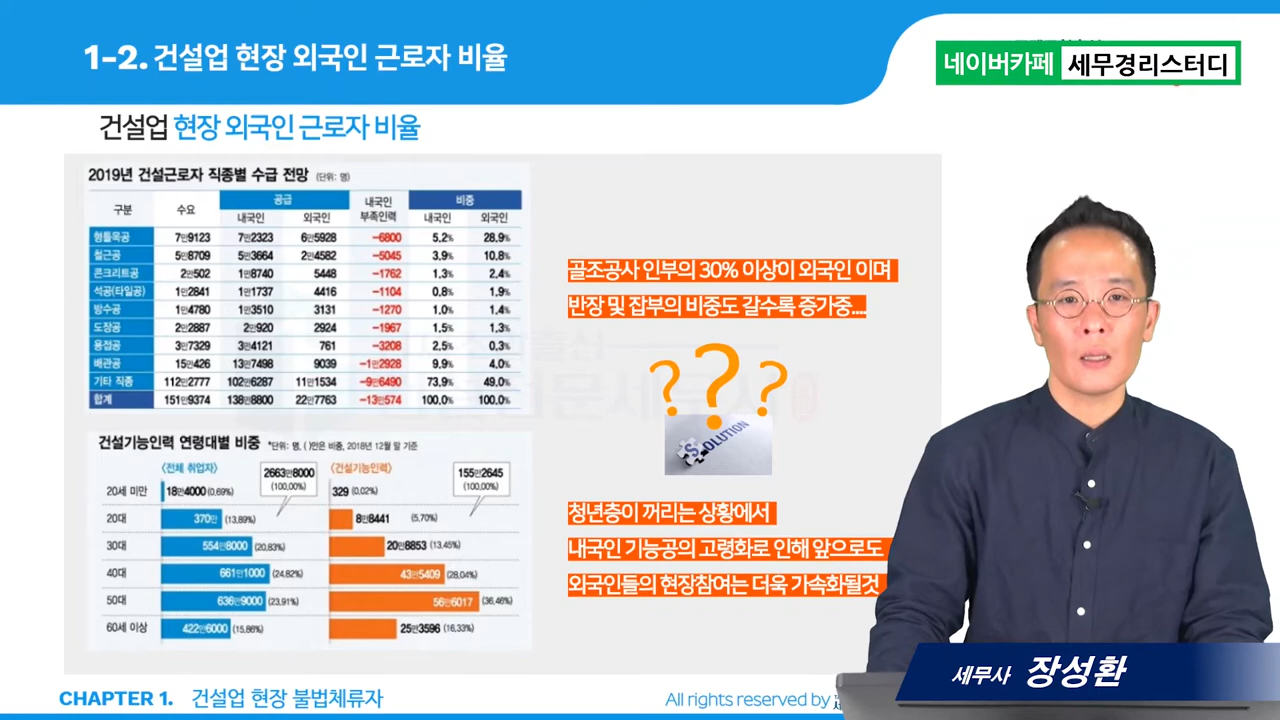 1-2. 건설업 현장 외국인 근로자 비율
네이버카페 세무경리스터디
건설업 현장 외국인 근로자 비율
2019년 건설근로자 직종별 수급 전망 (단위: 명)
구분 수요 공급 내국인 부족인력 비중
내국인 외국인 내국인 외국인
형틀목공 7만9123 7만2323 6만5928 -6800 5.2% 28.9%
철근공 5만8709 5만3664 2만4582 -5045 3.9% 10.8%
콘크리트공 2만502 1만8740 5448 -1762 1.3% 2.4%
석공(타일공) 1만2841 1만1737 4416 -1104 0.8% 1.9%
방수공 1만4780 1만3510 3131 -1270 1.0% 1.4%
도장공 2만2887 2만920 2924 -1967 1.5% 1.3%
용접공 3만7329 3만4121 761 -3208 2.5% 0.3%
배관공 15만426 13만7498 9039 -1만2928 9.9% 4.0%
기타 직종 112만2777 102만6287 11만1534 -9만6490 73.9% 49.0%
합계 151만9374 138만8800 22만7763 -13만574 100.0% 100.0%
골조공사 인부의 30% 이상이 외국인 이며
반장 및 잡부의 비중도 갈수록 증가중....
???
SOLUTION
건설기능인력 연령대별 비중 *단위: 명, ( )안은 비중, 2018년 12월 말 기준
〈전체 취업자〉 2663만8000 (100.00%) 〈건설기능인력〉 155만2645 (100.00%)
20세 미만 18만4000 (0.69%) 329 (0.02%)
20대 370만 (13.89%) 8만8441 (5.70%)
30대 554만8000 (20.83%) 20만8853 (13.45%)
40대 661만1000 (24.82%) 43만5409 (28.04%)
50대 636만9000 (23.91%) 56만6017 (36.46%)
60세 이상 422만6000 (15.86%) 25만3596 (16.33%)
청년층이 꺼리는 상황에서
내국인 기능공의 고령화로 인해 앞으로도
외국인들의 현장참여는 더욱 가속화될것
세무사 장성환
CHAPTER 1. 건설업 현장 불법체류자
All rights reserved by